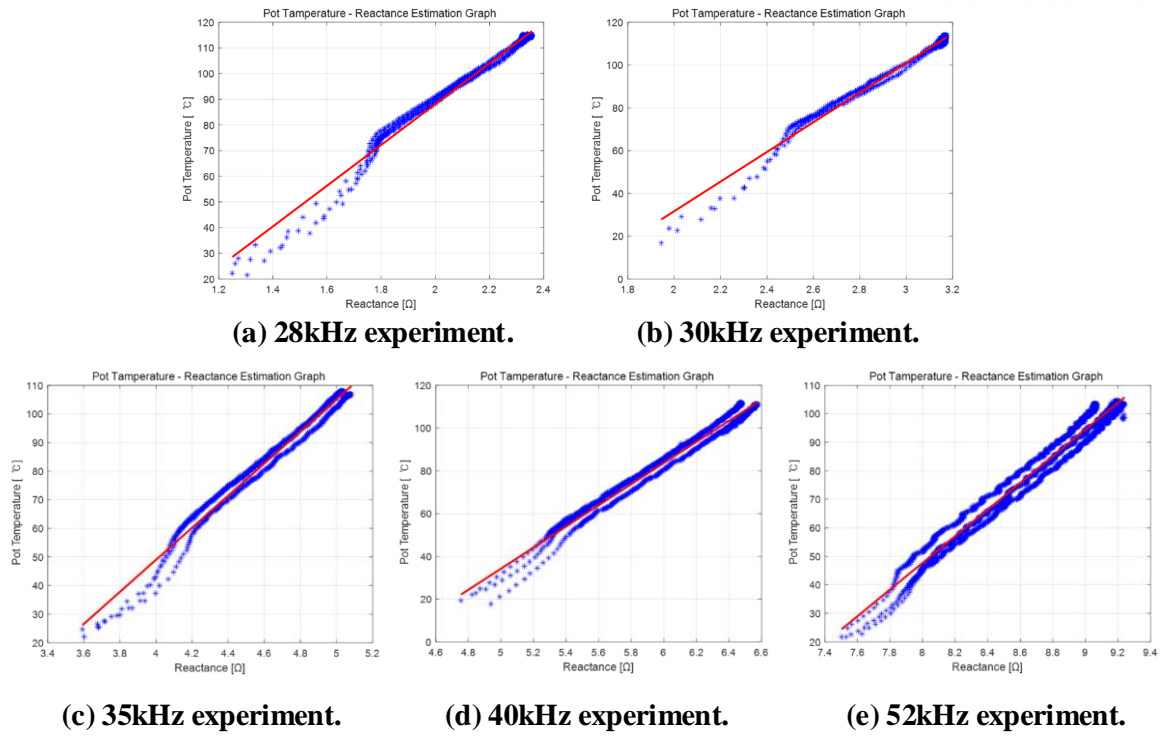 Pot Tamperature - Reactance Estimation Graph
120
110
100
90
80
70
60
50
40
30
20
Pot Temperature [ ℃]
1.2 1.4 1.6 1.8 2 2.2 2.4
Reactance [Ω]
(a) 28kHz experiment.
Pot Tamperature - Reactance Estimation Graph
120
100
80
60
40
20
0
Pot Temperature [ ℃]
1.8 2 2.2 2.4 2.6 2.8 3 3.2
Reactance [Ω]
(b) 30kHz experiment.
Pot Tamperature - Reactance Estimation Graph
110
100
90
80
70
60
50
40
30
20
Pot Temperature [ ℃]
3.4 3.6 3.8 4 4.2 4.4 4.6 4.8 5 5.2
Reactance [Ω]
(c) 35kHz experiment.
Pot Tamperature - Reactance Estimation Graph
120
100
80
60
40
20
0
Pot Temperature [ ℃]
4.6 4.8 5 5.2 5.4 5.6 5.8 6 6.2 6.4 6.6
Reactance [Ω]
(d) 40kHz experiment.
Pot Tamperature - Reactance Estimation Graph
110
100
90
80
70
60
50
40
30
20
Pot Temperature [ ℃]
7.4 7.6 7.8 8 8.2 8.4 8.6 8.8 9 9.2 9.4
Reactance [Ω]
(e) 52kHz experiment.